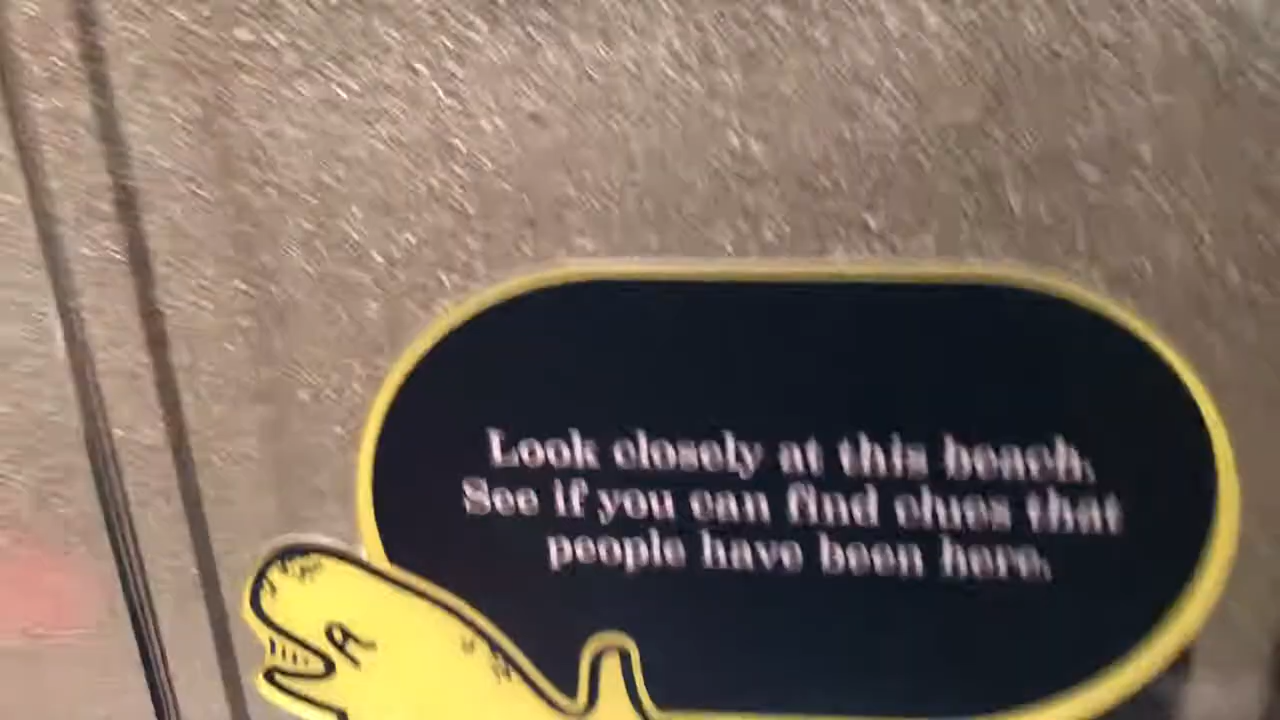 Look closely at this beach.
See if you can find clues that
people have been here.